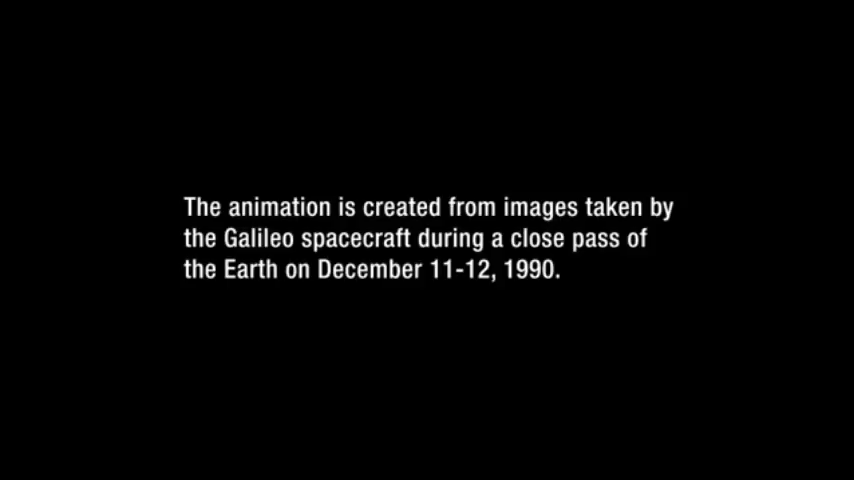 The animation is created from images taken by
the Galileo spacecraft during a close pass of
the Earth on December 11-12, 1990.